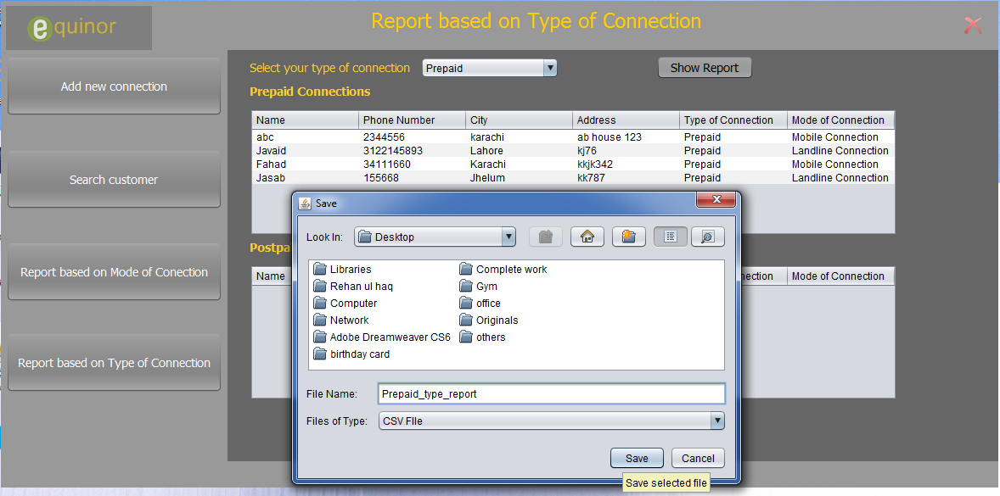 equinor
Report based on Type of Connection
Add new connection
Search customer
Report based on Mode of Conection
Report based on Type of Connection
Select your type of connection Prepaid Show Report
Prepaid Connections
Name Phone Number City Address Type of Connection Mode of Connection
abc 2344556 karachi ab house 123 Prepaid Mobile Connection
Javaid 3122145893 Lahore kj76 Prepaid Landline Connection
Fahad 34111660 Karachi kkjk342 Prepaid Mobile Connection
Jasab 155668 Jhelum kk787 Prepaid Landline Connection
Postpa
Name nection Mode of Connection
Save
Look In: Desktop
Libraries Complete work
Rehan ul haq Gym
Computer office
Network Originals
Adobe Dreamweaver CS6 others
birthday card
File Name: Prepaid_type_report
Files of Type: CSV FIle
Save Cancel
Save selected file